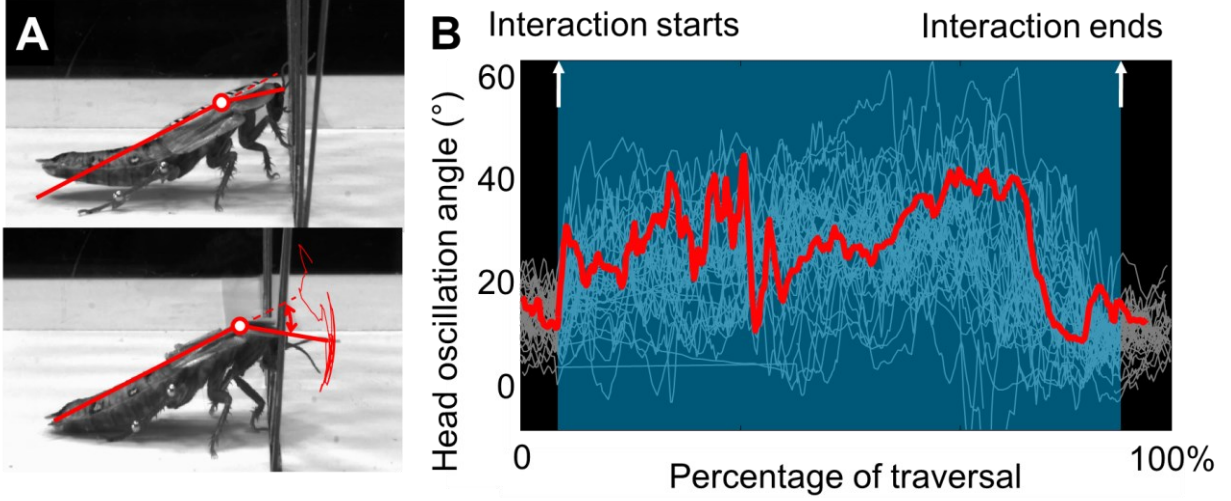 A
B
Interaction starts
Interaction ends
Head oscillation angle (°)
60
40
20
0
0
100%
Percentage of traversal